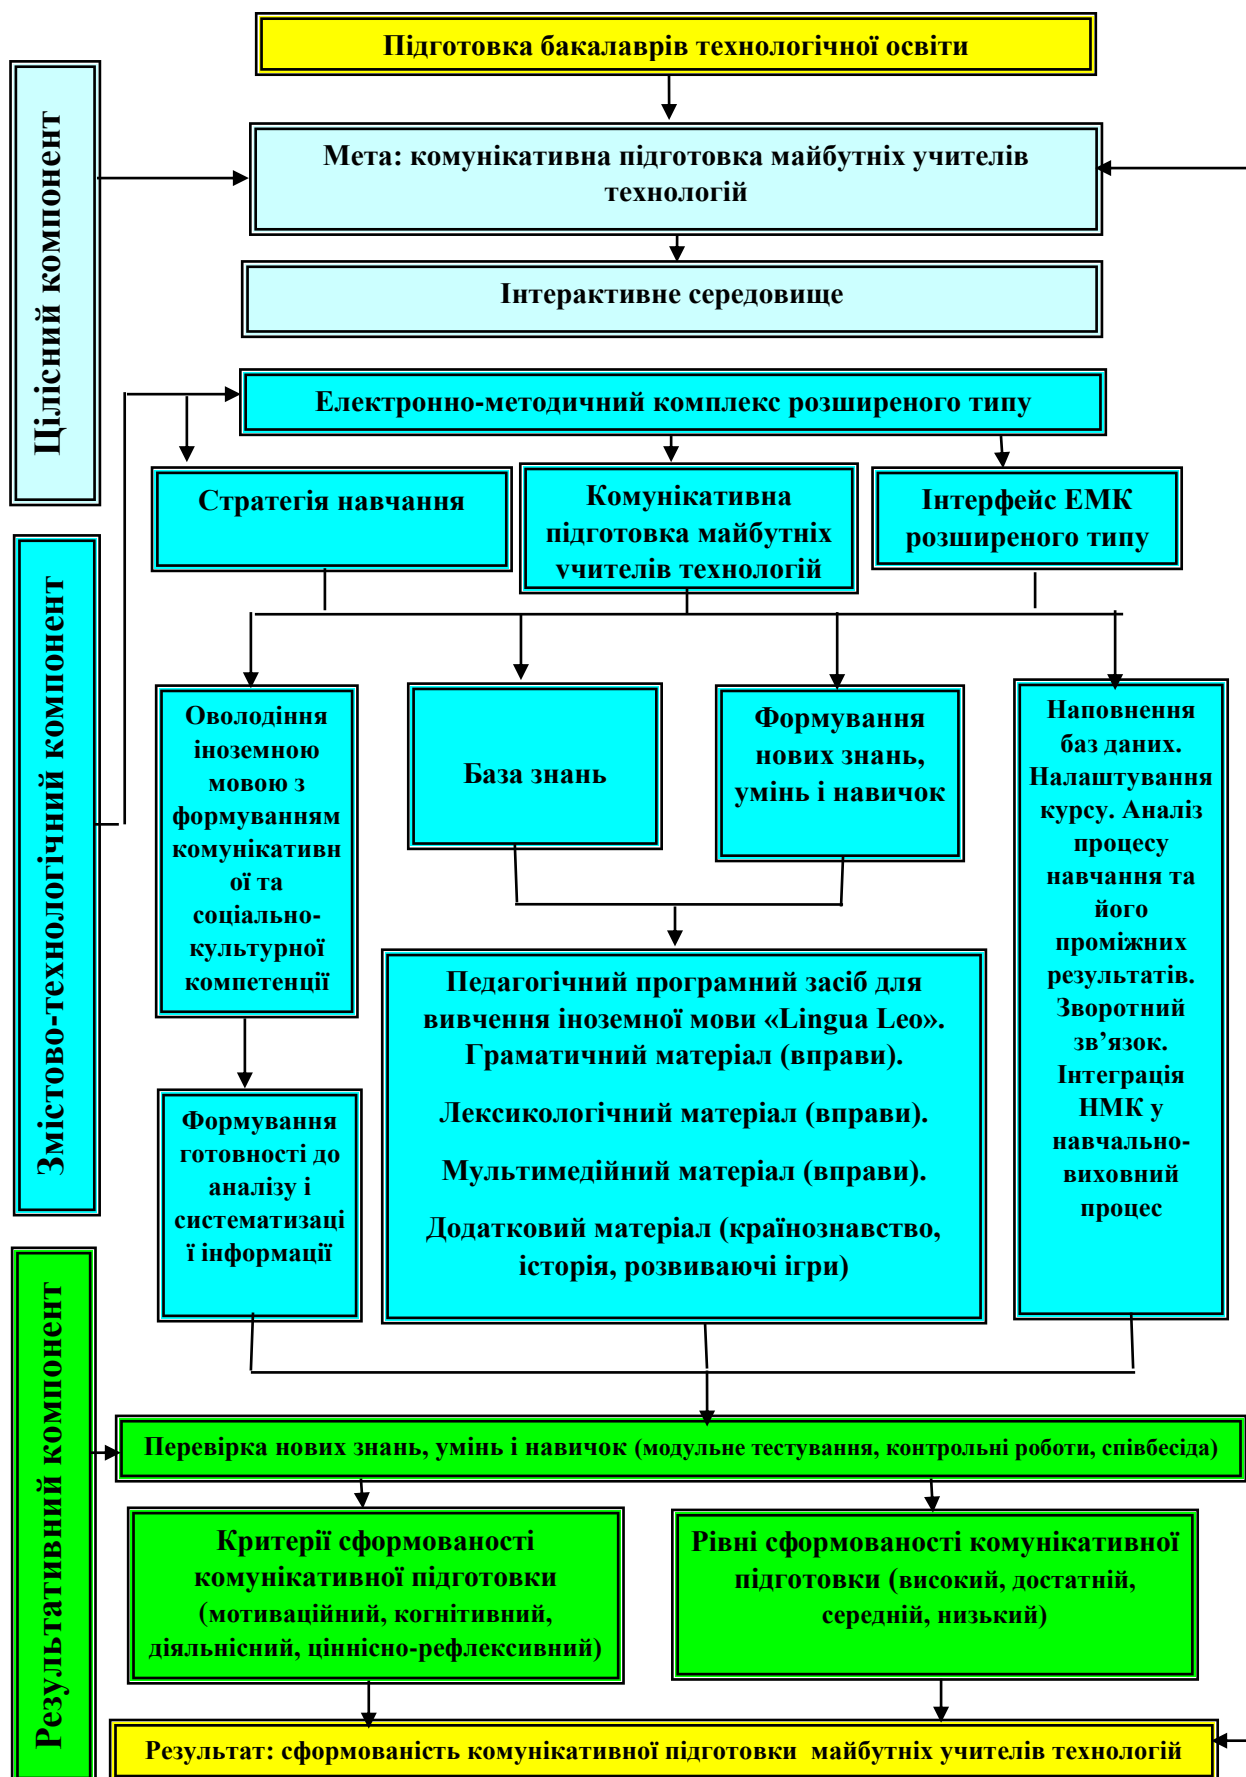 Підготовка бакалаврів технологічної освіти
Цілісний компонент
Мета: комунікативна підготовка майбутніх учителів
технологій
Інтерактивне середовище
Електронно-методичний комплекс розширеного типу
Стратегія навчання
Комунікативна
підготовка майбутніх
учителів технологій
Інтерфейс ЕМК
розширеного типу
Змістово-технологічний компонент
Оволодіння
іноземною
мовою з
формуванням
комунікативн
ої та
соціально-
культурної
компетенції
База знань
Формування
нових знань,
умінь і навичок
Наповнення
баз даних.
Налаштування
курсу. Аналіз
процесу
навчання та
його
проміжних
результатів.
Зворотний
зв’язок.
Інтеграція
НМК у
навчально-
виховний
процес
Педагогічний програмний засіб для
вивчення іноземної мови «Lingua Leo».
Граматичний матеріал (вправи).
Лексикологічний матеріал (вправи).
Мультимедійний матеріал (вправи).
Додатковий матеріал (країнознавство,
історія, розвиваючі ігри)
Формування
готовності до
аналізу і
систематизаці
ї інформації
Результативний компонент
Перевірка нових знань, умінь і навичок (модульне тестування, контрольні роботи, співбесіда)
Критерії сформованості
комунікативної підготовки
(мотиваційний, когнітивний,
діяльнісний, ціннісно-рефлексивний)
Рівні сформованості комунікативної
підготовки (високий, достатній,
середній, низький)
Результат: сформованість комунікативної підготовки майбутніх учителів технологій